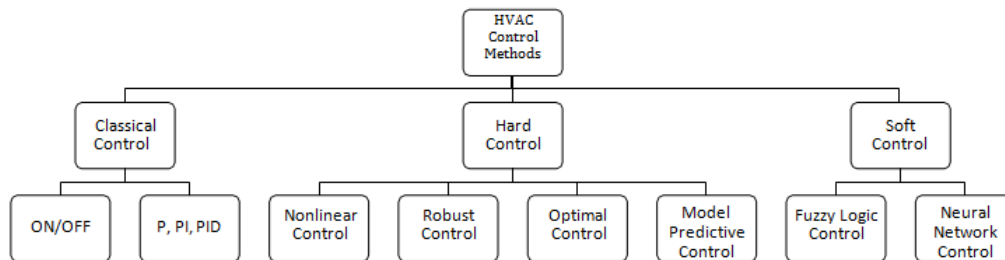 HVAC
Control
Methods
Classical
Control
Hard
Control
Soft
Control
ON/OFF
P, PI, PID
Nonlinear
Control
Robust
Control
Optimal
Control
Model
Predictive
Control
Fuzzy Logic
Control
Neural
Network
Control